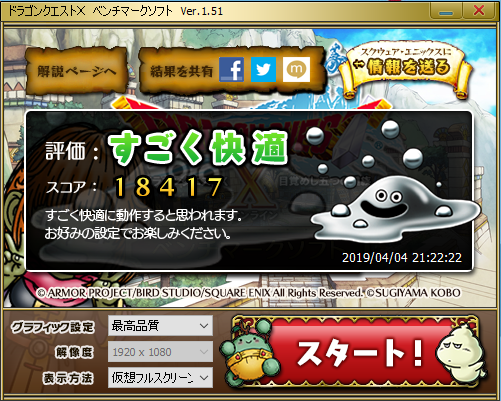 ドラゴンクエストX ベンチマークソフト Ver.1.51
解説ページへ
結果を共有
スクウェア・エニックスに
情報を送る
評価：すごく快適
スコア：18417
すごく快適に動作すると思われます。
お好みの設定でお楽しみください。
2019/04/04 21:22:22
© ARMOR PROJECT/BIRD STUDIO/SQUARE ENIX All Rights Reserved. ©SUGIYAMA KOBO
グラフィック設定 最高品質
解像度 1920 x 1080
表示方法 仮想フルスクリーン
スタート！